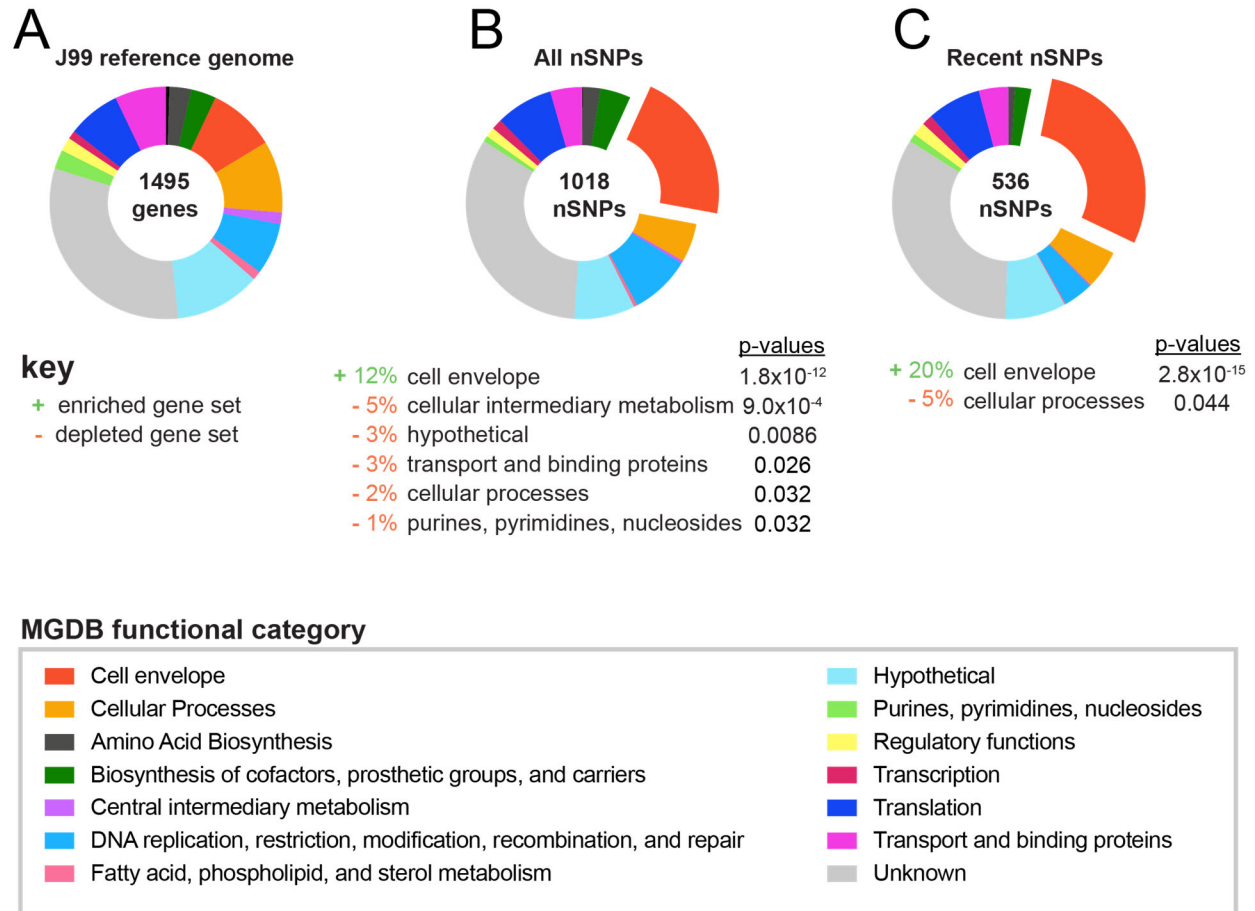 A
B
C
J99 reference genome
All nSNPs
Recent nSNPs
1495
genes
1018
nSNPs
536
nSNPs
key
+ enriched gene set
- depleted gene set
p-values
+ 12% cell envelope 1.8x10⁻¹²
- 5% cellular intermediary metabolism 9.0x10⁻⁴
- 3% hypothetical 0.0086
- 3% transport and binding proteins 0.026
- 2% cellular processes 0.032
- 1% purines, pyrimidines, nucleosides 0.032
p-values
+ 20% cell envelope 2.8x10⁻¹⁵
- 5% cellular processes 0.044
MGDB functional category
Cell envelope
Cellular Processes
Amino Acid Biosynthesis
Biosynthesis of cofactors, prosthetic groups, and carriers
Central intermediary metabolism
DNA replication, restriction, modification, recombination, and repair
Fatty acid, phospholipid, and sterol metabolism
Hypothetical
Purines, pyrimidines, nucleosides
Regulatory functions
Transcription
Translation
Transport and binding proteins
Unknown